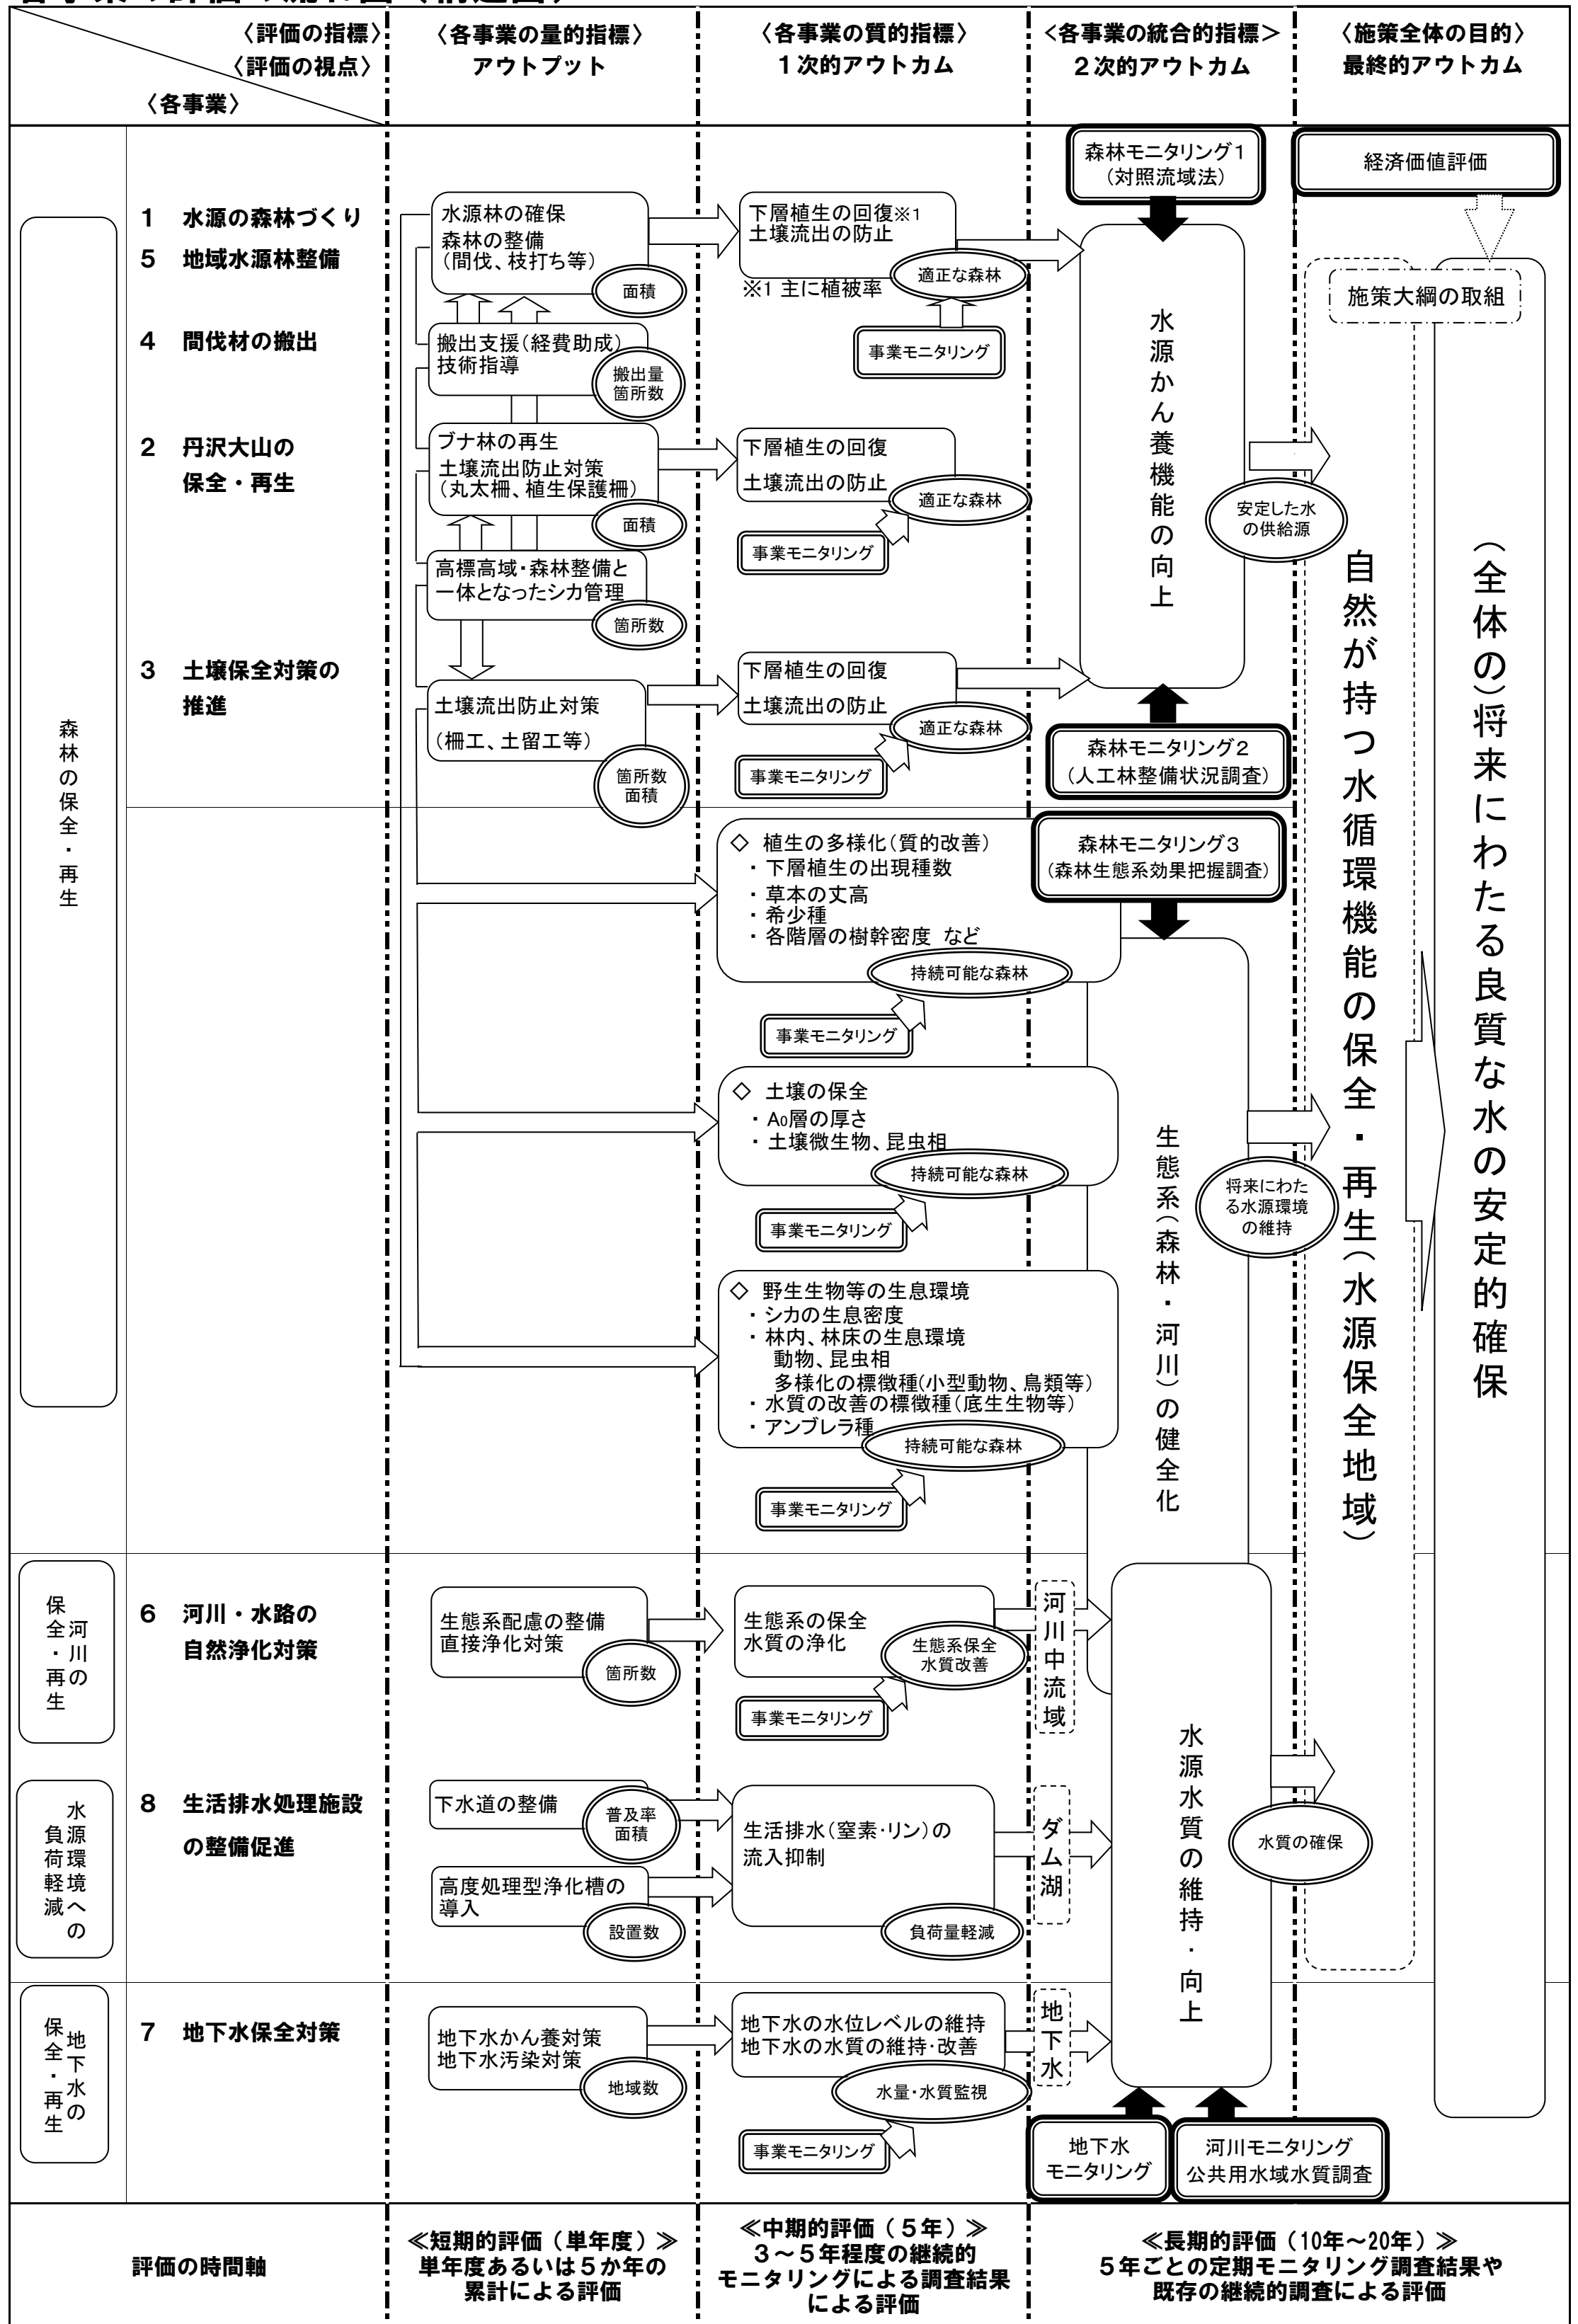 〈評価の指標〉
〈評価の視点〉
〈各事業〉
〈各事業の量的指標〉
アウトプット
〈各事業の質的指標〉
1次的アウトカム
<各事業の統合的指標>
2次的アウトカム
〈施策全体の目的〉
最終的アウトカム
森林の保全・再生
1 水源の森林づくり
5 地域水源林整備
4 間伐材の搬出
2 丹沢大山の
保全・再生
3 土壌保全対策の
推進
水源林の確保
森林の整備
(間伐、枝打ち等)
面積
搬出支援(経費助成)
技術指導
搬出量
箇所数
ブナ林の再生
土壌流出防止対策
(丸太柵、植生保護柵)
面積
高標高域・森林整備と
一体となったシカ管理
箇所数
土壌流出防止対策
(柵工、土留工等)
箇所数
面積
下層植生の回復※1
土壌流出の防止
適正な森林
※1 主に植被率
事業モニタリング
下層植生の回復
土壌流出の防止
適正な森林
事業モニタリング
下層植生の回復
土壌流出の防止
適正な森林
事業モニタリング
◇ 植生の多様化(質的改善)
・下層植生の出現種数
・草本の丈高
・希少種
・各階層の樹幹密度 など
持続可能な森林
事業モニタリング
◇ 土壌の保全
・A0層の厚さ
・土壌微生物、昆虫相
持続可能な森林
事業モニタリング
◇ 野生生物等の生息環境
・シカの生息密度
・林内、林床の生息環境
動物、昆虫相
多様化の標徴種(小型動物、鳥類等)
・水質の改善の標徴種(底生生物等)
・アンブレラ種
持続可能な森林
事業モニタリング
森林モニタリング1
(対照流域法)
水源かん養機能の向上
森林モニタリング2
(人工林整備状況調査)
森林モニタリング3
(森林生態系効果把握調査)
生態系(森林・河川)の健全化
経済価値評価
施策大綱の取組
安定した水
の供給源
将来にわた
る水源環境
の維持
自然が持つ水循環機能の保全・再生(水源保全地域)
(全体の)将来にわたる良質な水の安定的確保
河川の
保全・再生
6 河川・水路の
自然浄化対策
生態系配慮の整備
直接浄化対策
箇所数
生態系の保全
水質の浄化
生態系保全
水質改善
事業モニタリング
河川中流域
水源環境への
負荷軽減
8 生活排水処理施設
の整備促進
下水道の整備
普及率
面積
高度処理型浄化槽の
導入
設置数
生活排水(窒素・リン)の
流入抑制
負荷量軽減
ダム湖
水源水質の維持・向上
水質の確保
地下水の
保全・再生
7 地下水保全対策
地下水かん養対策
地下水汚染対策
地域数
地下水の水位レベルの維持
地下水の水質の維持・改善
水量・水質監視
事業モニタリング
地下水
地下水
モニタリング
河川モニタリング
公共用水域水質調査
評価の時間軸
≪短期的評価(単年度)≫
単年度あるいは5か年の
累計による評価
≪中期的評価(5年)≫
3~5年程度の継続的
モニタリングによる調査結果
による評価
≪長期的評価(10年~20年)≫
5年ごとの定期モニタリング調査結果や
既存の継続的調査による評価